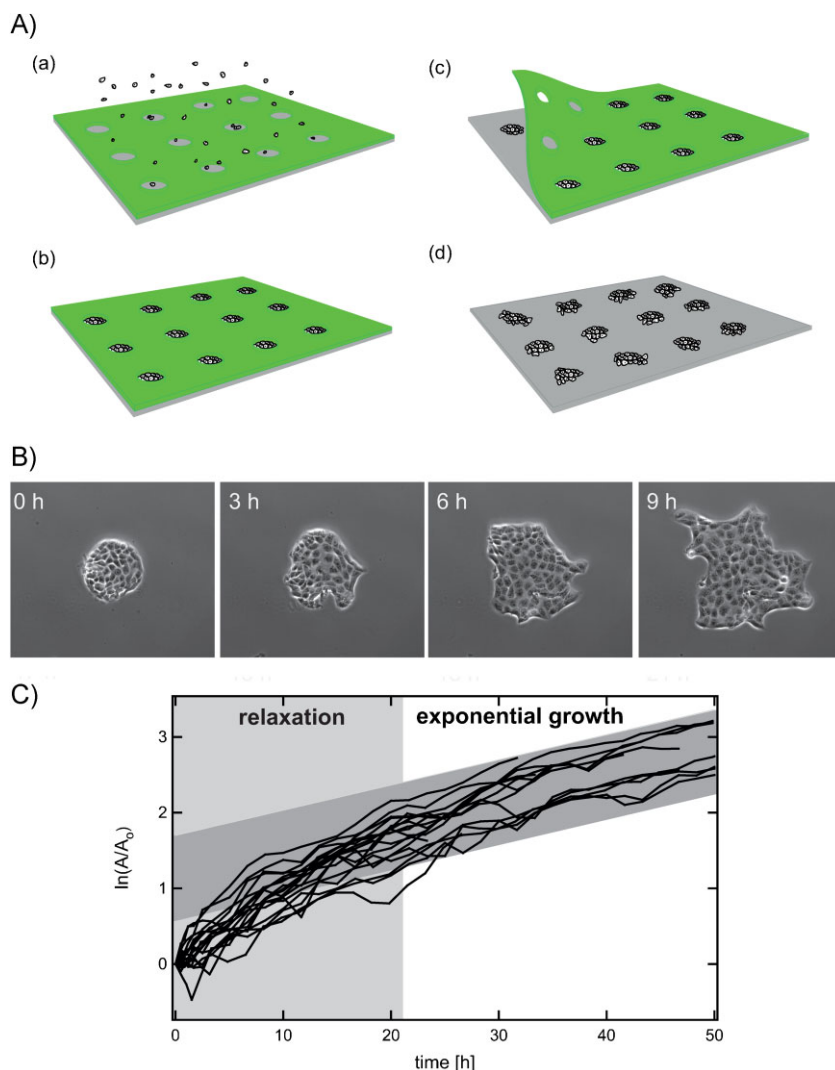 A)
(a)
(c)
(b)
(d)
B)
0 h
3 h
6 h
9 h
C)
relaxation
exponential growth
3
2
1
0
ln(A/Ao)
0
10
20
30
40
50
time [h]